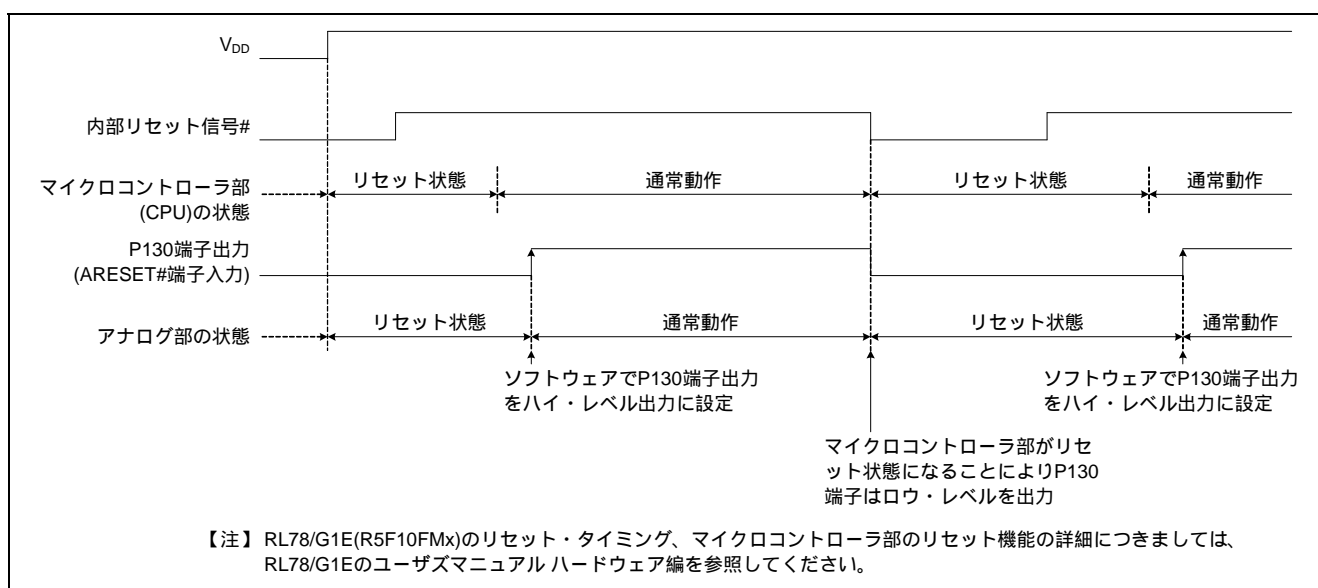 VDD
内部リセット信号#
リセット状態
通常動作
リセット状態
通常動作
マイクロコントローラ部
(CPU)の状態
P130端子出力
(ARESET#端子入力)
リセット状態
通常動作
リセット状態
通常動作
アナログ部の状態
ソフトウェアでP130端子出力
をハイ・レベル出力に設定
ソフトウェアでP130端子出力
をハイ・レベル出力に設定
マイクロコントローラ部がリセ
ット状態になることによりP130
端子はロウ・レベルを出力
【注】RL78/G1E(R5F10FMx)のリセット・タイミング、マイクロコントローラ部のリセット機能の詳細につきましては、
RL78/G1Eのユーザズマニュアル ハードウェア編を参照してください。